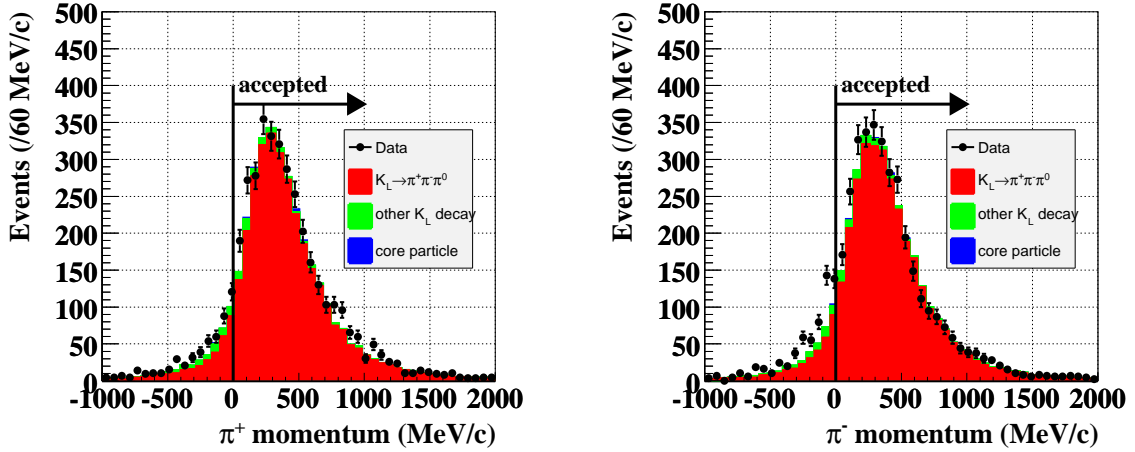 Events (/60 MeV/c)
500
450
400
350
300
250
200
150
100
50
0
accepted
Data
K_L→π⁺π⁻π⁰
other K_L decay
core particle
-1000 -500 0 500 1000 1500 2000
π⁺ momentum (MeV/c)
Events (/60 MeV/c)
500
450
400
350
300
250
200
150
100
50
0
accepted
Data
K_L→π⁺π⁻π⁰
other K_L decay
core particle
-1000 -500 0 500 1000 1500 2000
π⁻ momentum (MeV/c)